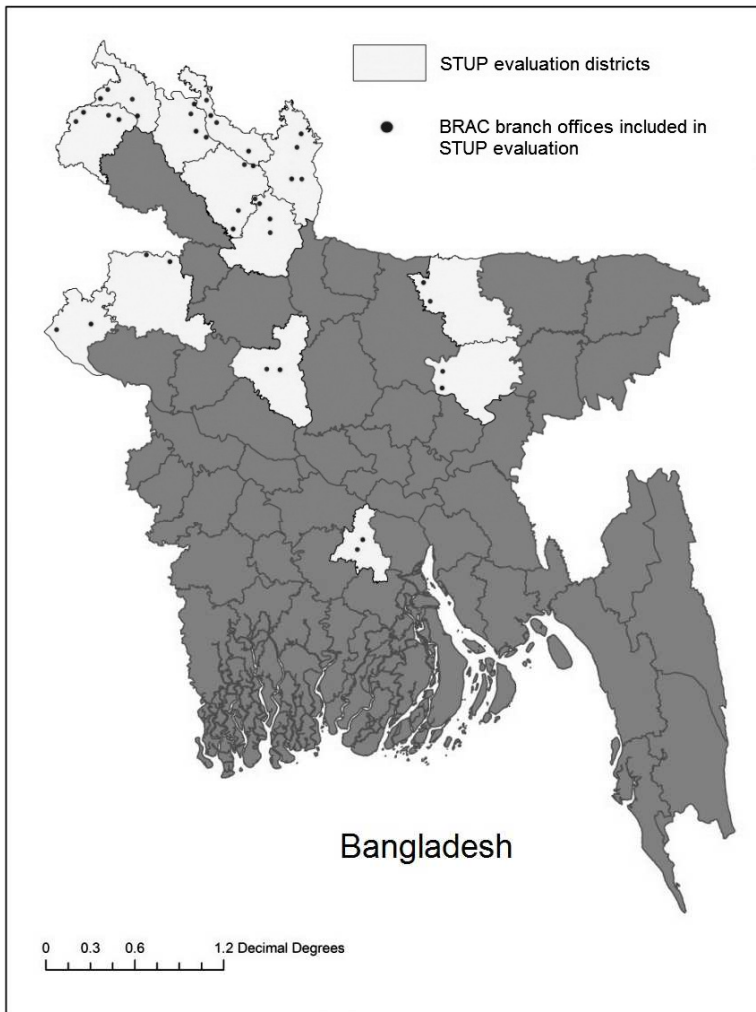 STUP evaluation districts
BRAC branch offices included in
STUP evaluation
Bangladesh
0 0.3 0.6 1.2 Decimal Degrees